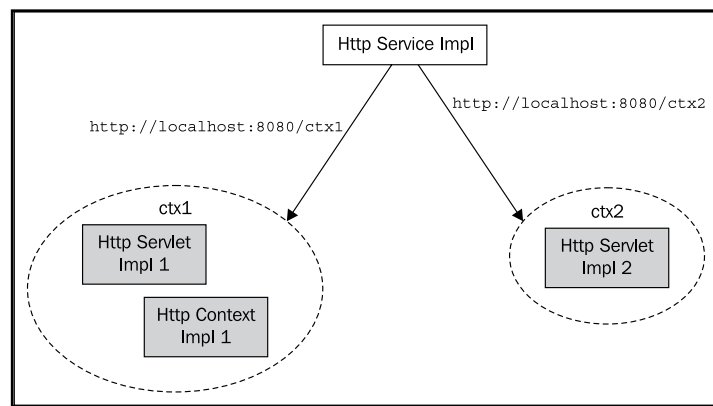 Http Service Impl
http://localhost:8080/ctx1
http://localhost:8080/ctx2
ctx1
Http Servlet
Impl 1
Http Context
Impl 1
ctx2
Http Servlet
Impl 2